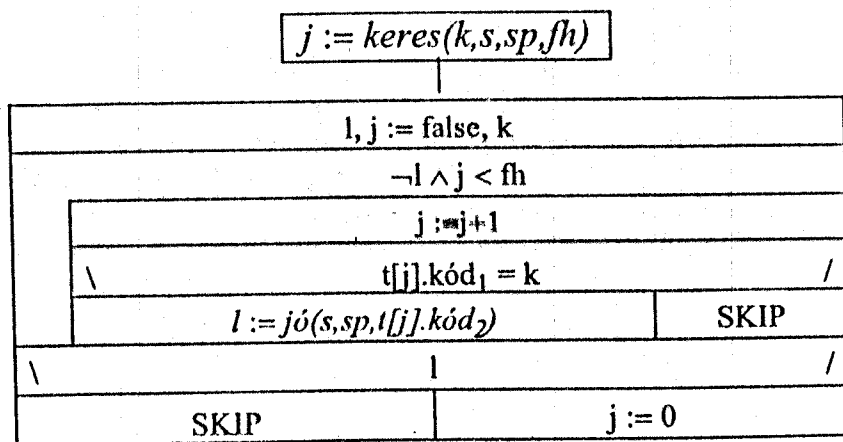 j := keres(k,s,sp,fh)
l, j := false, k
¬l ∧ j < fh
j := j+1
\ t[j].kód₁ = k /
l := jó(s,sp,t[j].kód₂) SKIP
\ l /
SKIP j := 0